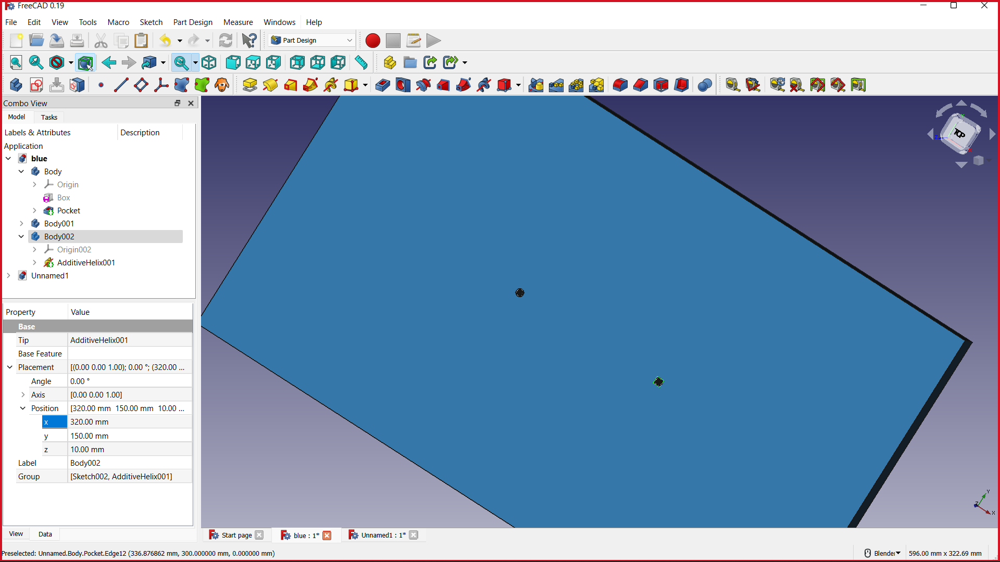 FreeCAD 0.19
File Edit View Tools Macro Sketch Part Design Measure Windows Help
Part Design
Combo View
Model Tasks
Labels & Attributes Description
Application
blue
Body
Origin
Box
Pocket
Body001
Body002
Origin002
AdditiveHelix001
Unnamed1
Property Value
Base
Tip AdditiveHelix001
Base Feature
Placement [(0.00 0.00 1.00); 0.00 °; (320.00 ...
Angle 0.00 °
Axis [0.00 0.00 1.00]
Position [320.00 mm 150.00 mm 10.00 ...
x 320.00 mm
y 150.00 mm
z 10.00 mm
Label Body002
Group [Sketch002, AdditiveHelix001]
View Data
TOP
Z
Y
Z
X
Start page blue : 1* Unnamed1 : 1*
Preselected: Unnamed.Body.Pocket.Edge12 (336.876862 mm, 300.000000 mm, 0.000000 mm)
Blender 596.00 mm x 322.69 mm